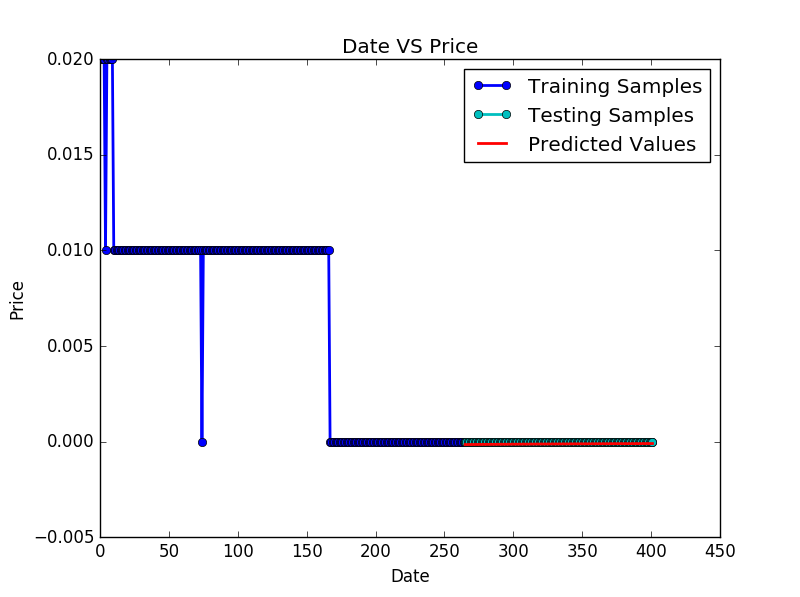 Date VS Price
0.020
0.015
0.010
0.005
0.000
−0.005
Price
Training Samples
Testing Samples
Predicted Values
0 50 100 150 200 250 300 350 400 450
Date